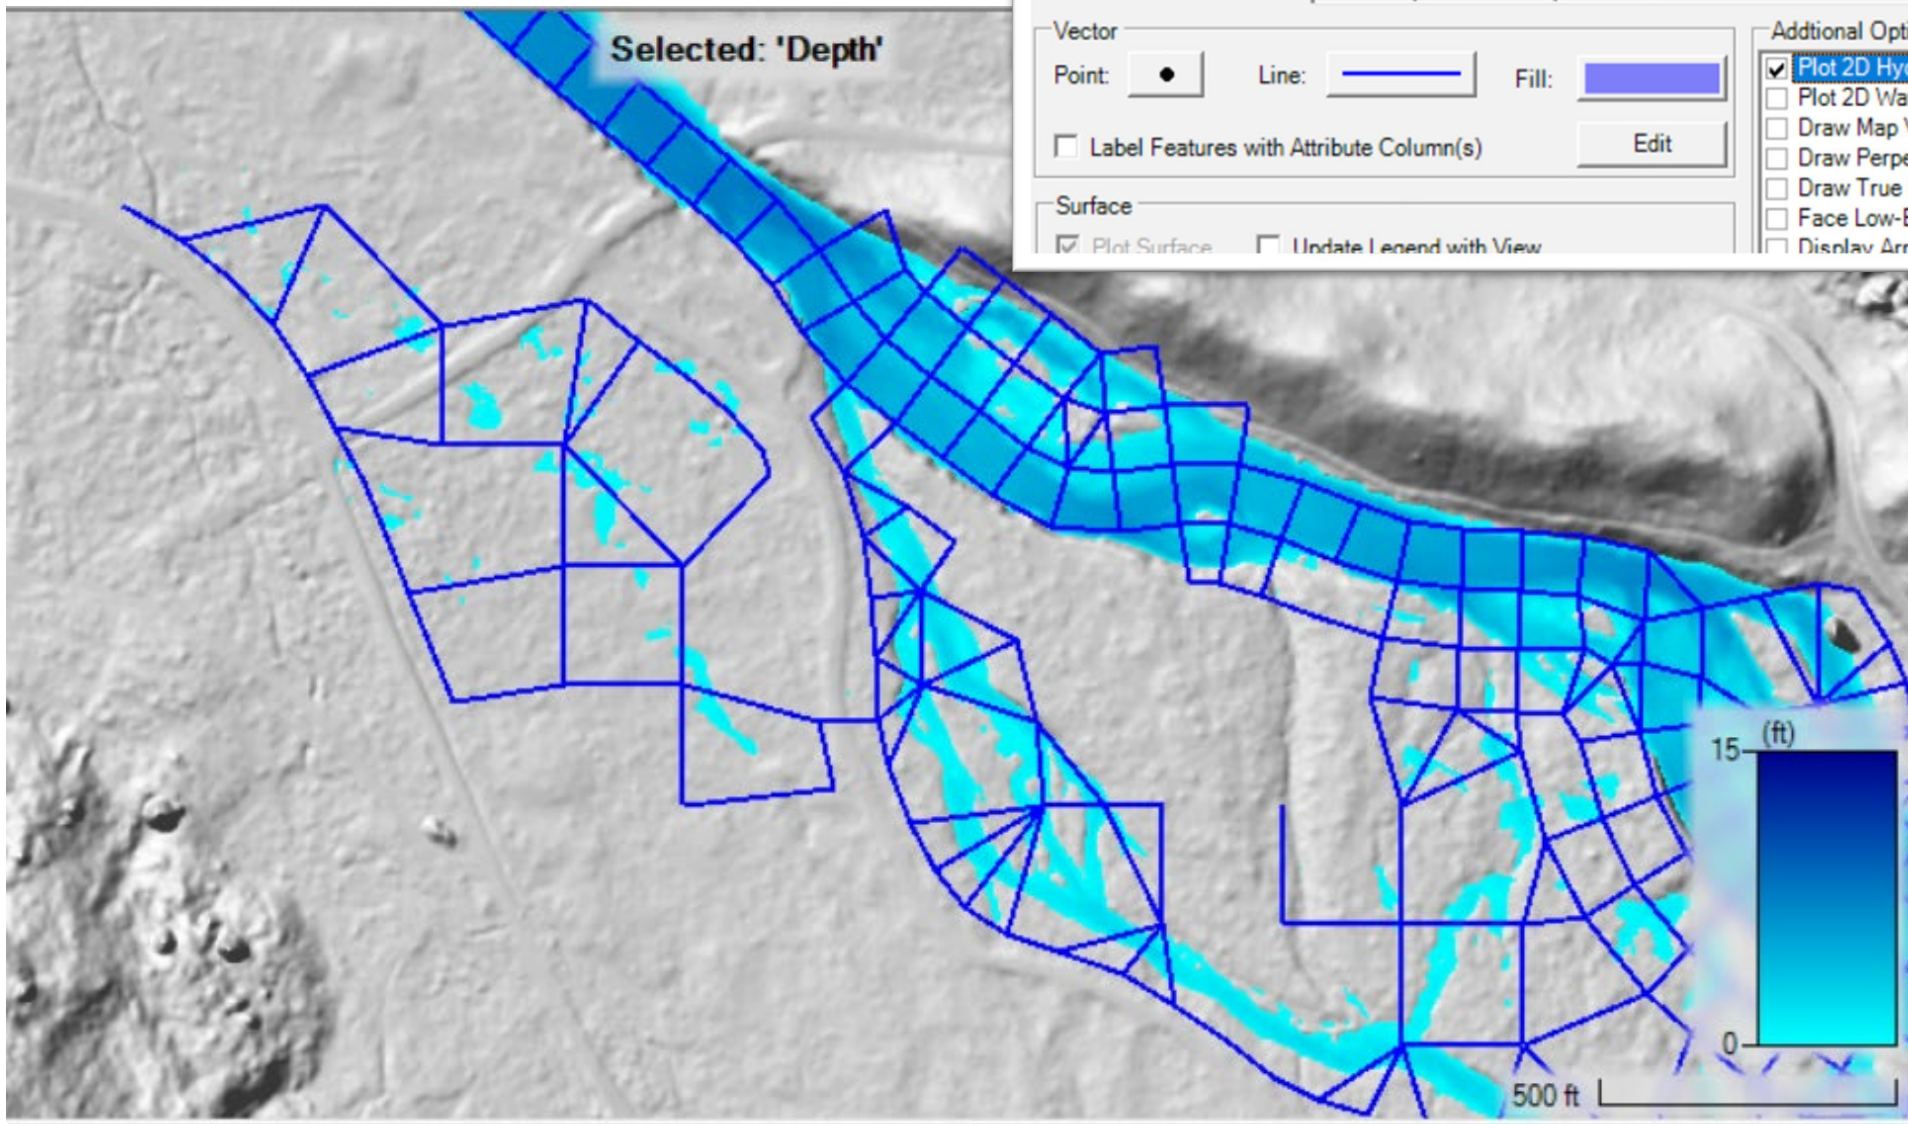 Selected: 'Depth'
Vector
Point:
Line:
Fill:
Label Features with Attribute Column(s)
Edit
Surface
Plot Surface
Update Legend with View
Addtional Opti
Plot 2D Hyd
Plot 2D Wa
Draw Map V
Draw Perpe
Draw True
Face Low-E
Display Arr
(ft)
15
0
500 ft